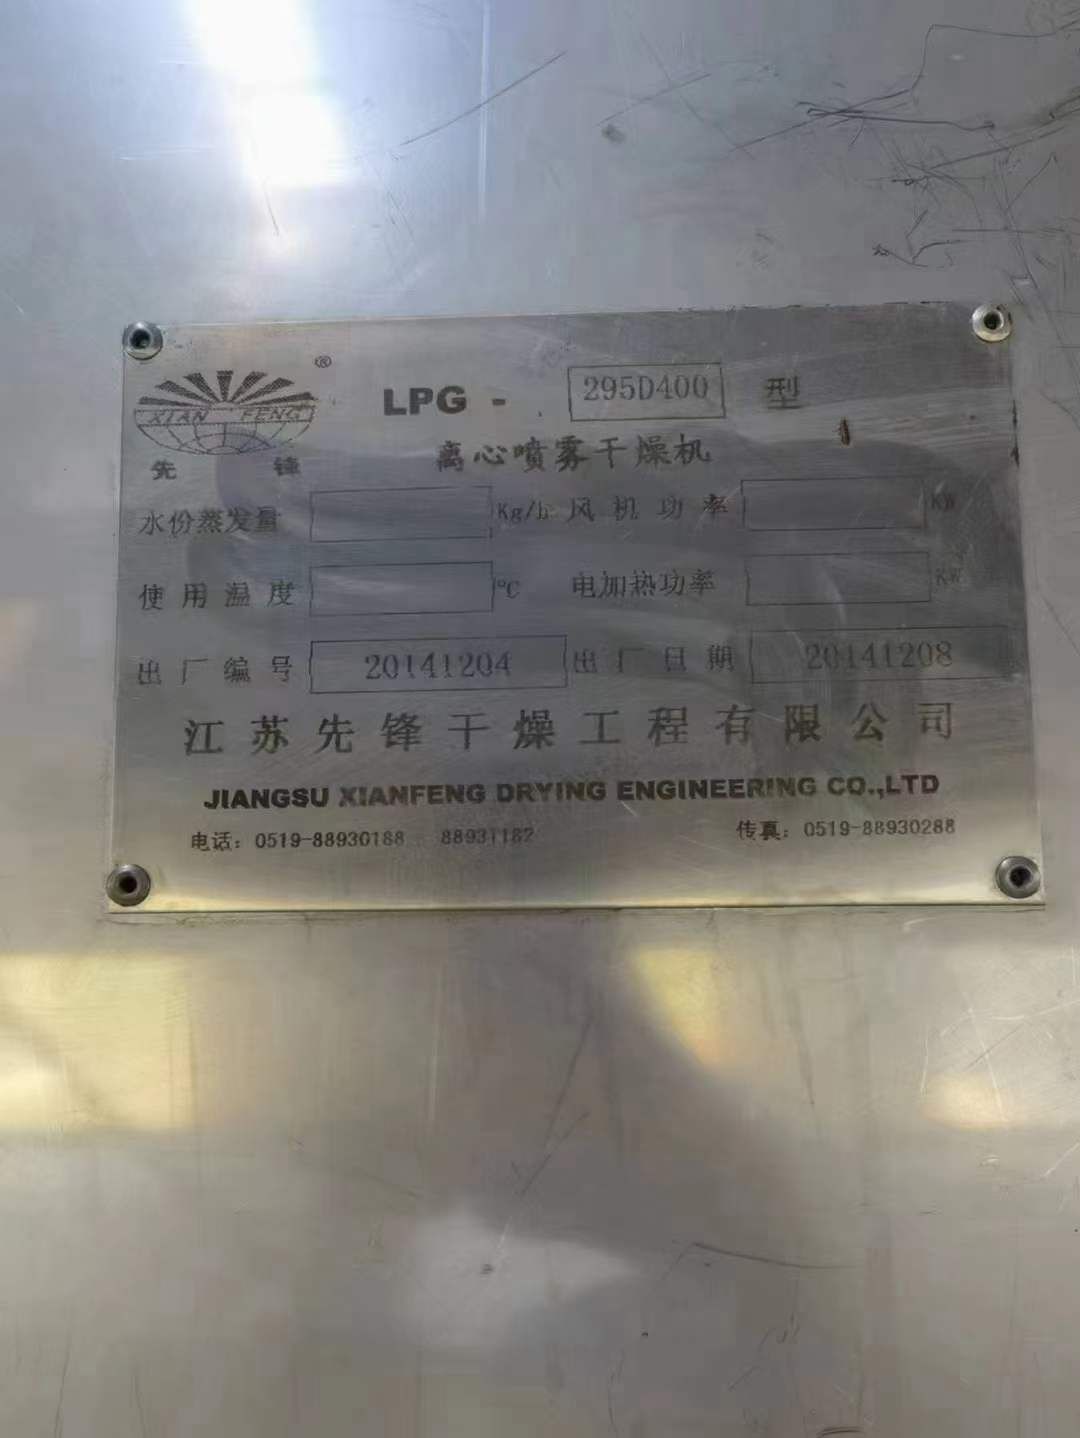 XIAN FENG ®
先锋
LPG - 295D400 型
离心喷雾干燥机
水份蒸发量 Kg/h 风机功率 KW
使用温度 ℃ 电加热功率 KW
出厂编号 20141204 出厂日期 20141208
江苏先锋干燥工程有限公司
JIANGSU XIANFENG DRYING ENGINEERING CO.,LTD
电话：0519-88930188 88931182 传真：0519-88930288